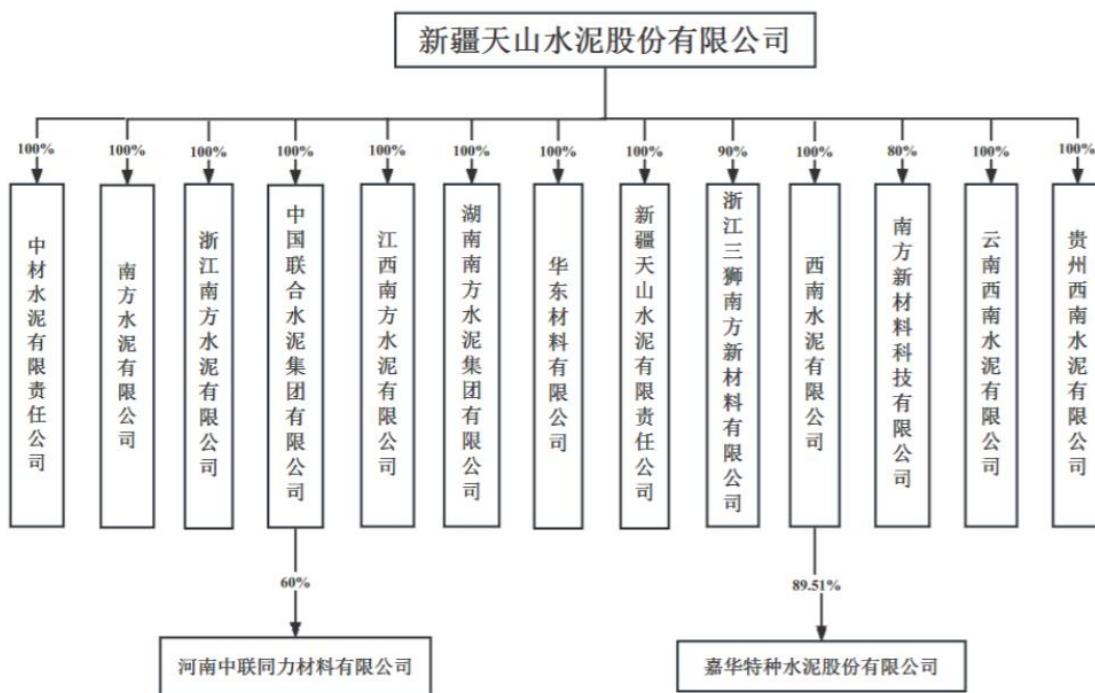 新疆天山水泥股份有限公司
100%
100%
100%
100%
100%
100%
100%
100%
90%
100%
80%
100%
100%
中材水泥有限责任公司
南方水泥有限公司
浙江南方水泥有限公司
中国联合水泥集团有限公司
江西南方水泥有限公司
湖南南方水泥集团有限公司
华东材料有限公司
新疆天山水泥有限责任公司
浙江三狮南方新材料有限公司
西南水泥有限公司
南方新材料科技有限公司
云南西南水泥有限公司
贵州西南水泥有限公司
60%
89.51%
河南中联同力材料有限公司
嘉华特种水泥股份有限公司